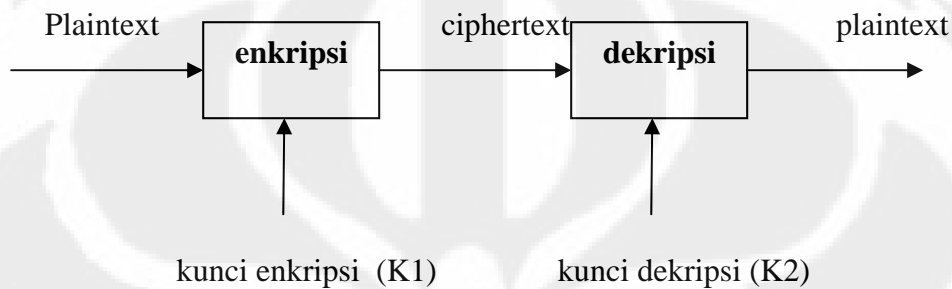 Plaintext ciphertext plaintext
enkripsi dekripsi
kunci enkripsi (K1) kunci dekripsi (K2)